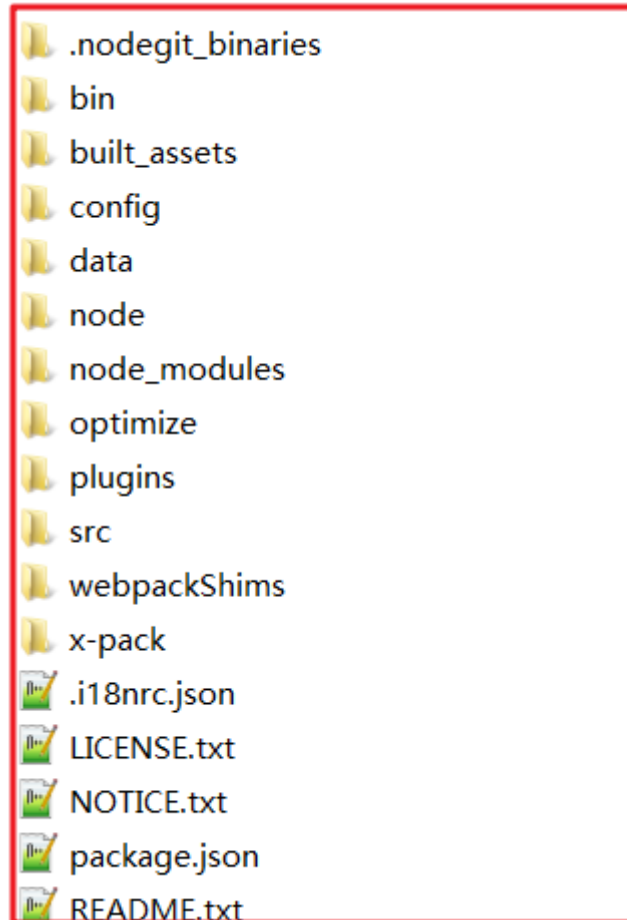 .nodegit_binaries
bin
built_assets
config
data
node
node_modules
optimize
plugins
src
webpackShims
x-pack
.i18nrc.json
LICENSE.txt
NOTICE.txt
package.json
README.txt